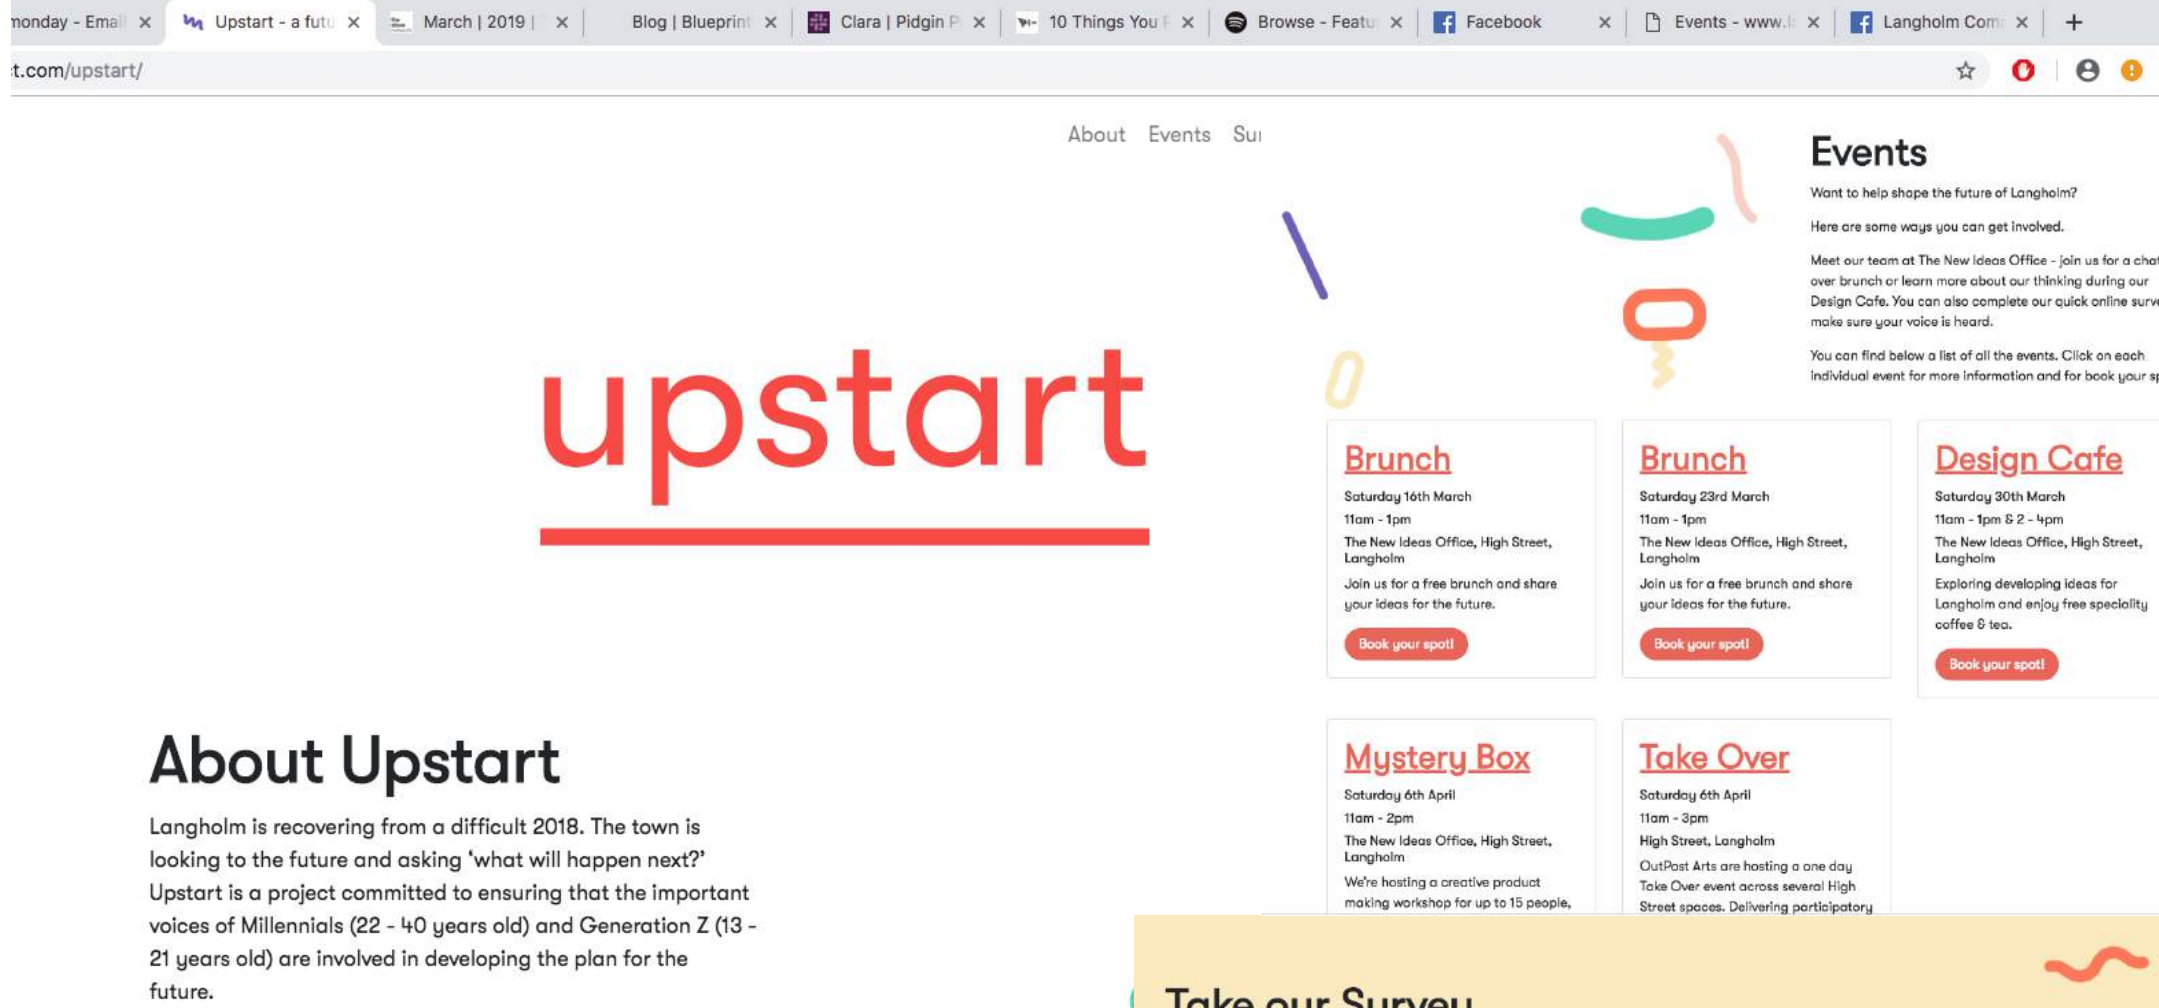 monday - Emai
Upstart - a futu
March | 2019 |
Blog | Blueprint
Clara | Pidgin P
10 Things You F
Browse - Featu
Facebook
Events - www.l
Langholm Com
t.com/upstart/
About Events Sur
upstart
About Upstart
Langholm is recovering from a difficult 2018. The town is
looking to the future and asking ‘what will happen next?’
Upstart is a project committed to ensuring that the important
voices of Millennials (22 - 40 years old) and Generation Z (13 -
21 years old) are involved in developing the plan for the
future.
Events
Want to help shape the future of Langholm?
Here are some ways you can get involved.
Meet our team at The New Ideas Office - join us for a chat
over brunch or learn more about our thinking during our
Design Cafe. You can also complete our quick online surve
make sure your voice is heard.
You can find below a list of all the events. Click on each
individual event for more information and for book your sp
Brunch
Saturday 16th March
11am - 1pm
The New Ideas Office, High Street,
Langholm
Join us for a free brunch and share
your ideas for the future.
Book your spot!
Brunch
Saturday 23rd March
11am - 1pm
The New Ideas Office, High Street,
Langholm
Join us for a free brunch and share
your ideas for the future.
Book your spot!
Design Cafe
Saturday 30th March
11am - 1pm & 2 - 4pm
The New Ideas Office, High Street,
Langholm
Exploring developing ideas for
Langholm and enjoy free speciality
coffee & tea.
Book your spot!
Mystery Box
Saturday 6th April
11am - 2pm
The New Ideas Office, High Street,
Langholm
We're hosting a creative product
making workshop for up to 15 people,
Take Over
Saturday 6th April
11am - 3pm
High Street, Langholm
OutPost Arts are hosting a one day
Take Over event across several High
Street spaces. Delivering participatory
Take our Survey